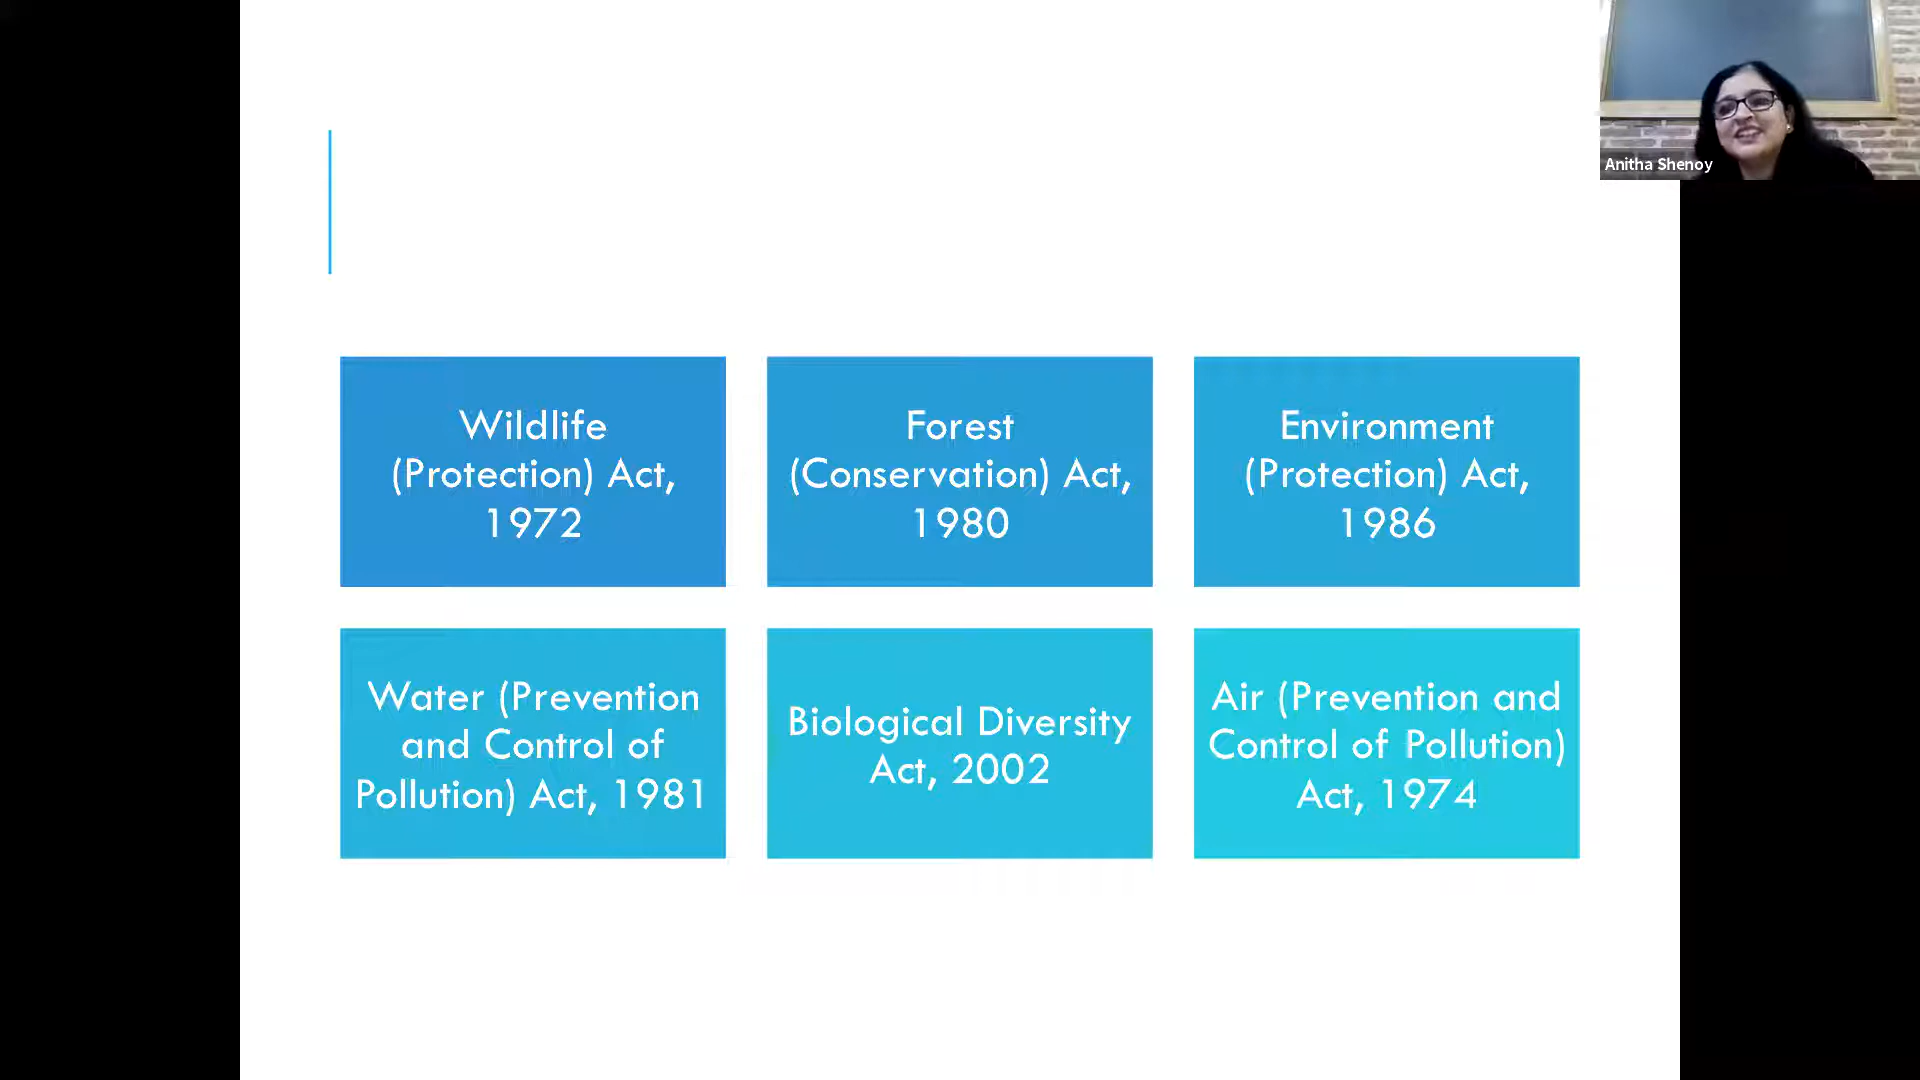 Anitha Shenoy
Wildlife
(Protection) Act,
1972
Forest
(Conservation) Act,
1980
Environment
(Protection) Act,
1986
Water (Prevention
and Control of
Pollution) Act, 1981
Biological Diversity
Act, 2002
Air (Prevention and
Control of Pollution)
Act, 1974